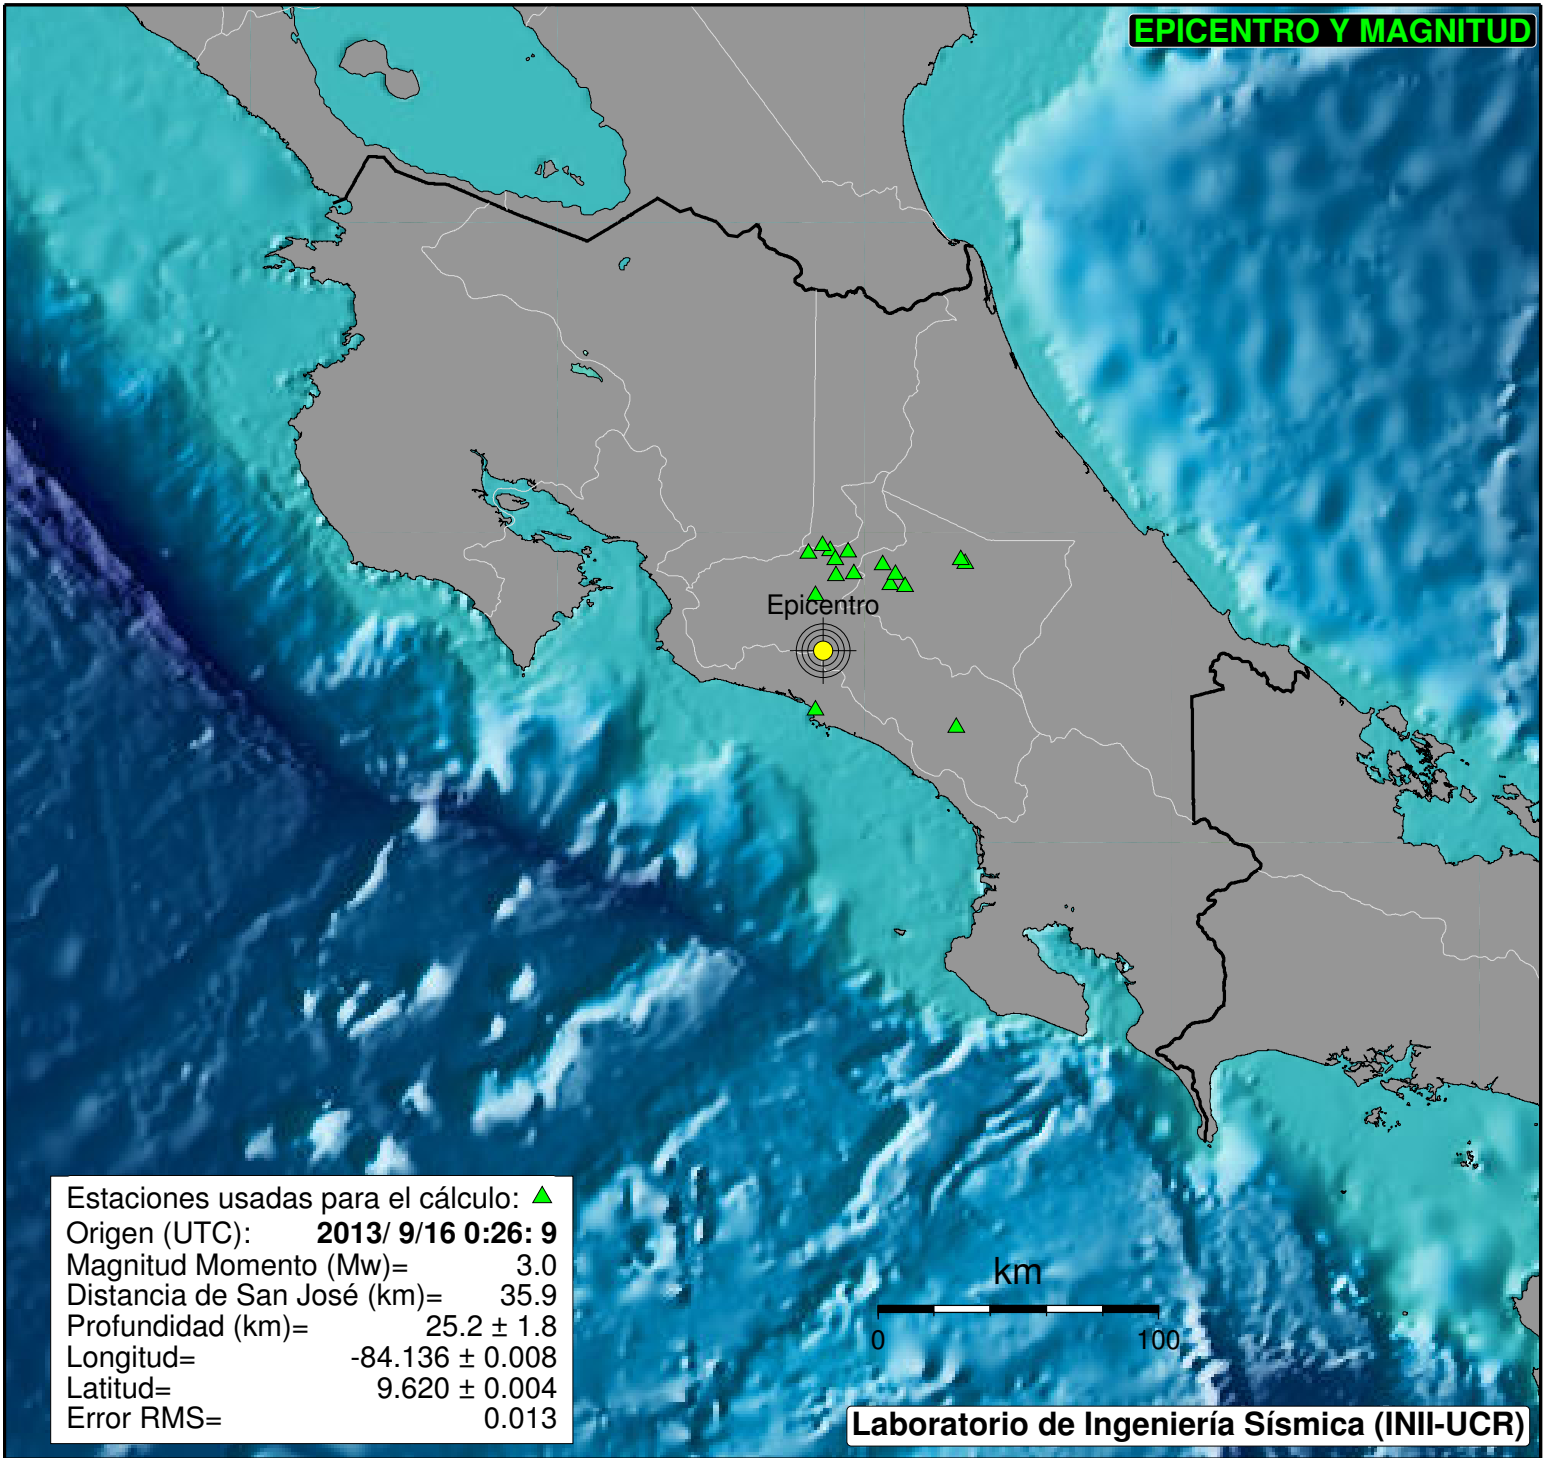 EPICENTRO Y MAGNITUD
Epicentro
Estaciones usadas para el cálculo:
Origen (UTC): 2013/ 9/16 0:26: 9
Magnitud Momento (Mw)= 3.0
Distancia de San José (km)= 35.9
Profundidad (km)= 25.2 ± 1.8
Longitud= -84.136 ± 0.008
Latitud= 9.620 ± 0.004
Error RMS= 0.013
km
0 100
Laboratorio de Ingeniería Sísmica (INII-UCR)